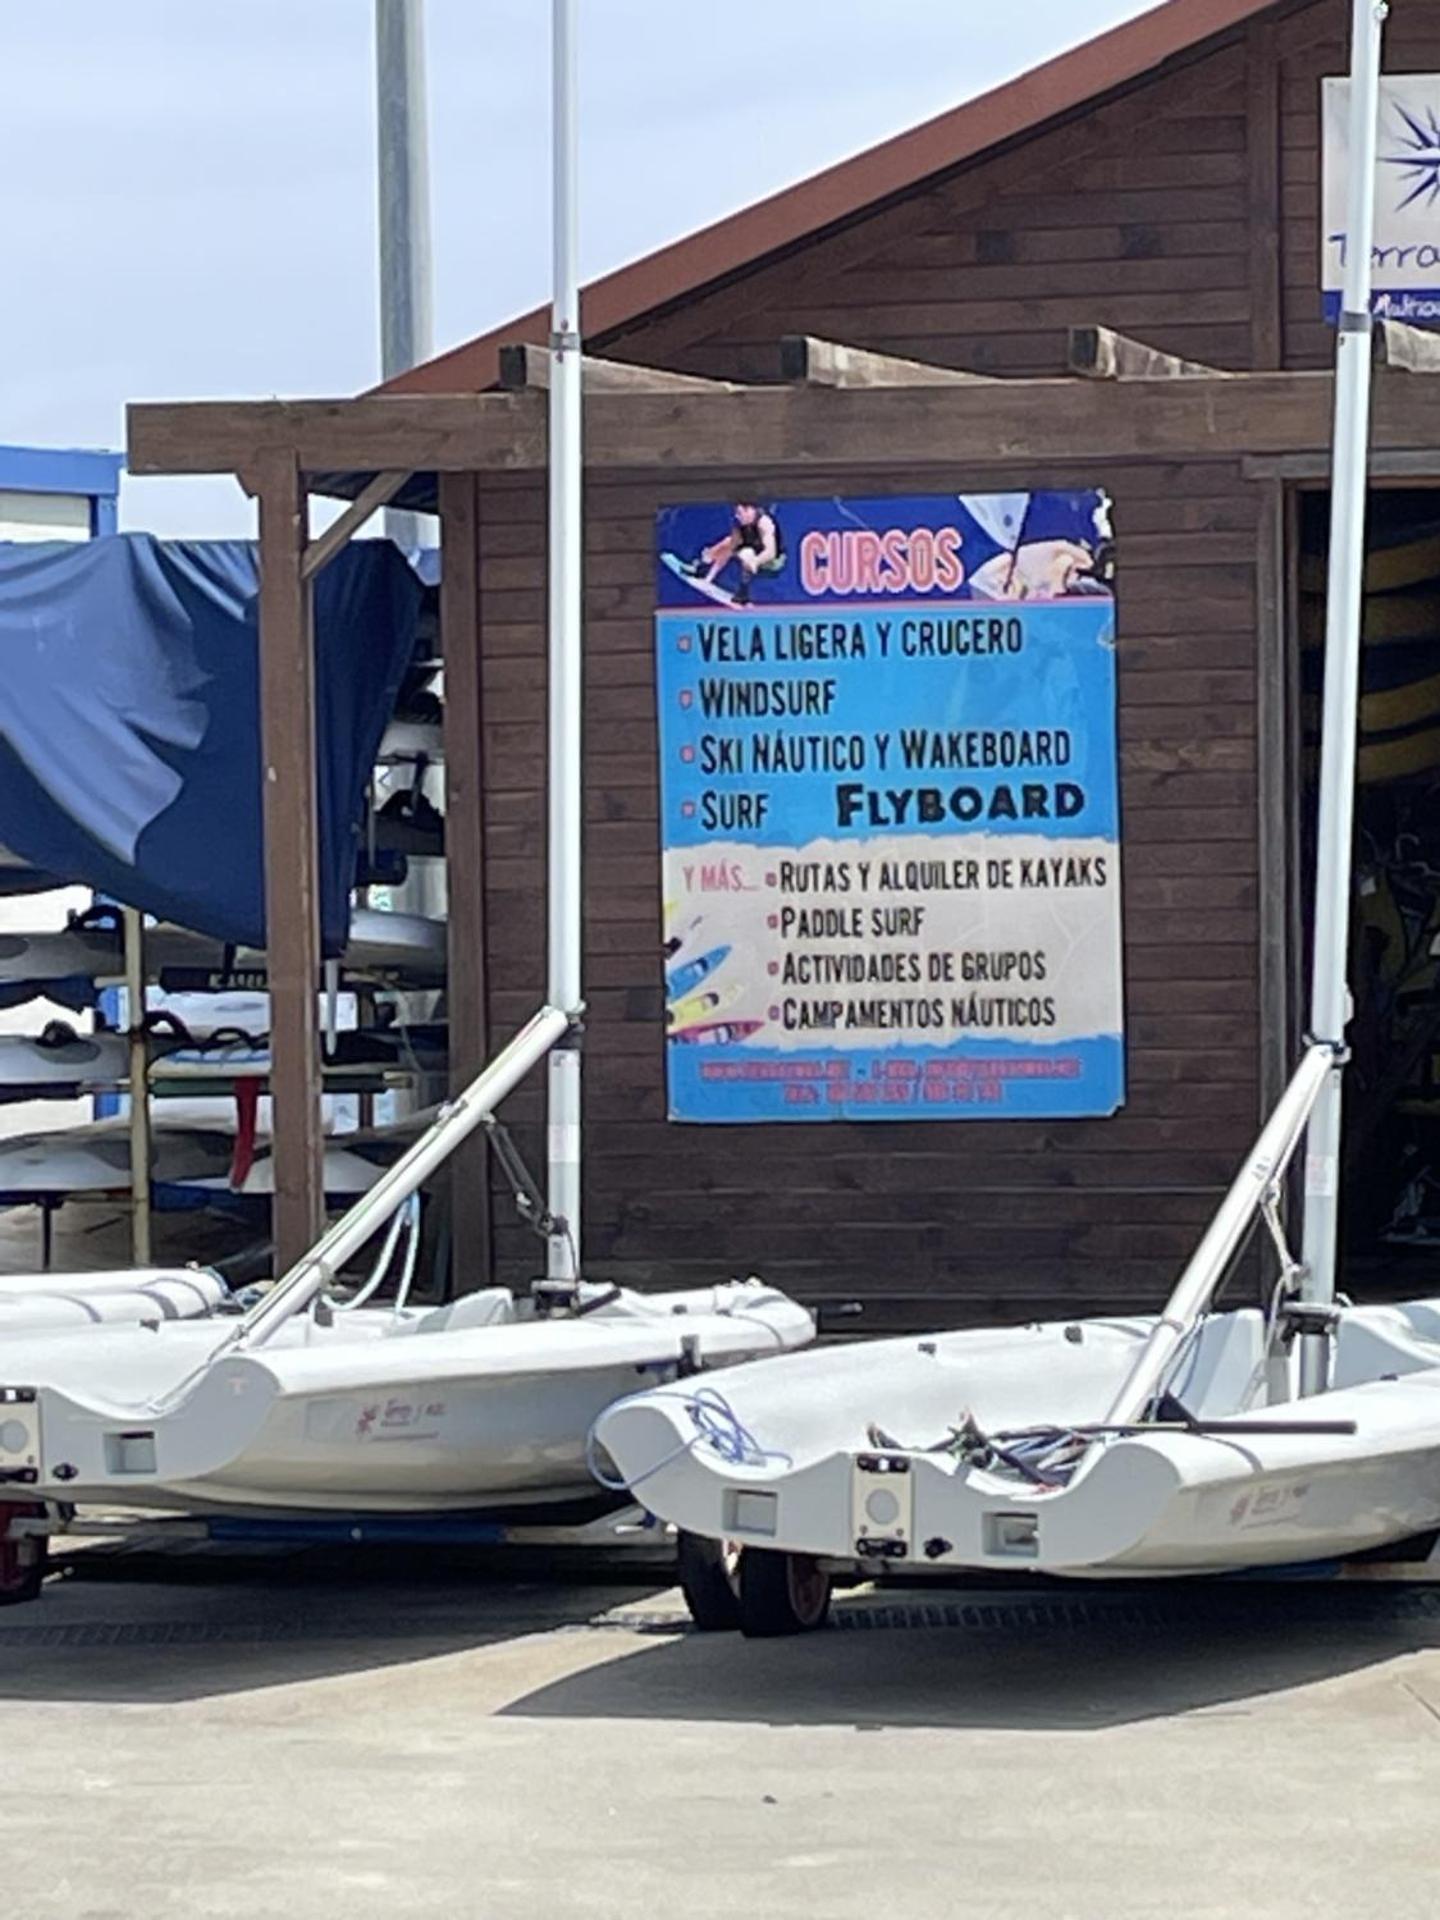 CURSOS
VELA LIGERA Y CRUCERO
WINDSURF
SKI NÁUTICO Y WAKEBOARD
SURF FLYBOARD
Y MÁS... RUTAS Y ALQUILER DE KAYAKS
PADDLE SURF
ACTIVIDADES DE GRUPOS
CAMPAMENTOS NÁUTICOS
Terra